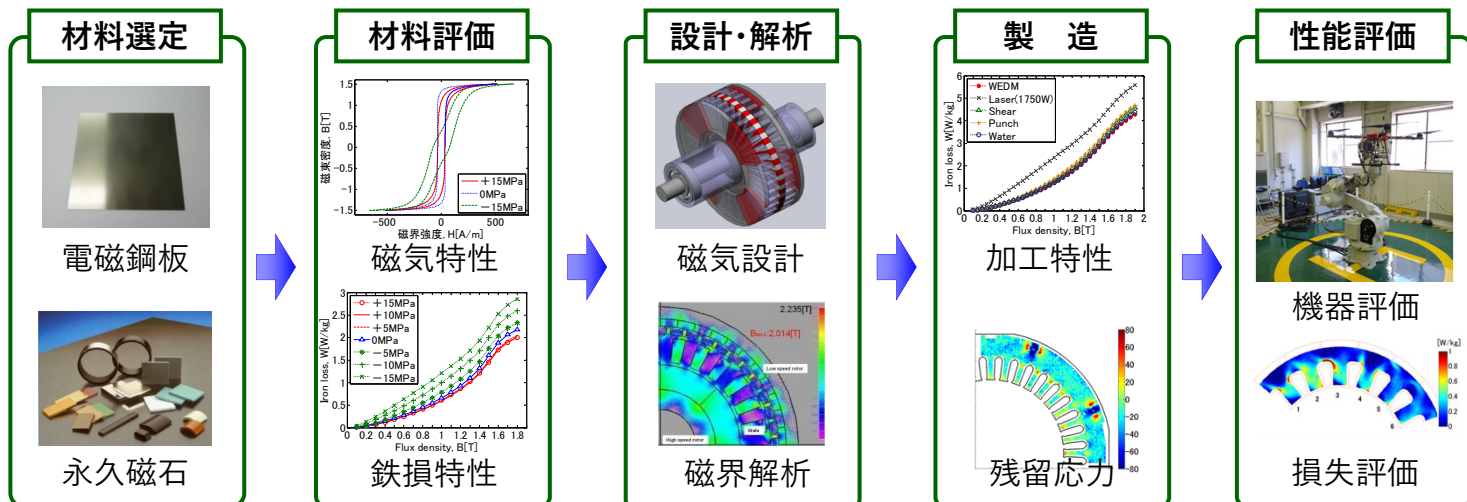 材料選定
電磁鋼板
永久磁石
材料評価
1.5
1
0.5
0
−0.5
−1
−1.5
磁束密度, B[T]
＋15MPa
0MPa
−15MPa
−500
0
500
磁界強度, H[A/m]
磁気特性
3
2.5
2
1.5
1
0.5
0
Iron loss, W[W/kg]
＋15MPa
＋10MPa
＋5MPa
0MPa
−5MPa
−10MPa
−15MPa
0 0.2 0.4 0.6 0.8 1 1.2 1.4 1.6 1.8
Flux density, B[T]
鉄損特性
設計・解析
磁気設計
2.235[T]
BMAX:2.014[T]
Low speed rotor
High speed rotor
磁界解析
製 造
6
5
4
3
2
1
0
Iron loss, W[W/kg]
WEDM
Laser(1750W)
Shear
Punch
Water
0 0.2 0.4 0.6 0.8 1 1.2 1.4 1.6 1.8 2
Flux density, B[T]
加工特性
80
60
40
20
0
-20
-40
-60
-80
残留応力
性能評価
機器評価
[W/kg]
1
0.8
0.6
0.4
0.2
0
1 2 3 4 5 6
損失評価